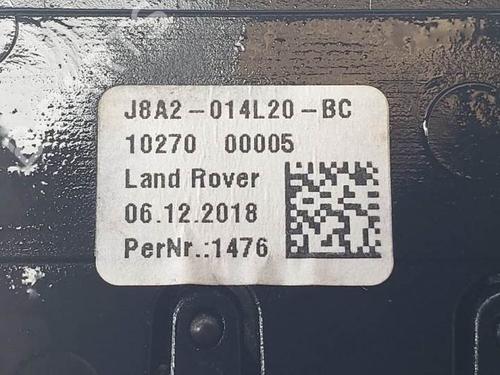 J8A2-014L20-BC
10270 00005
Land Rover
06.12.2018
PerNr.:1476